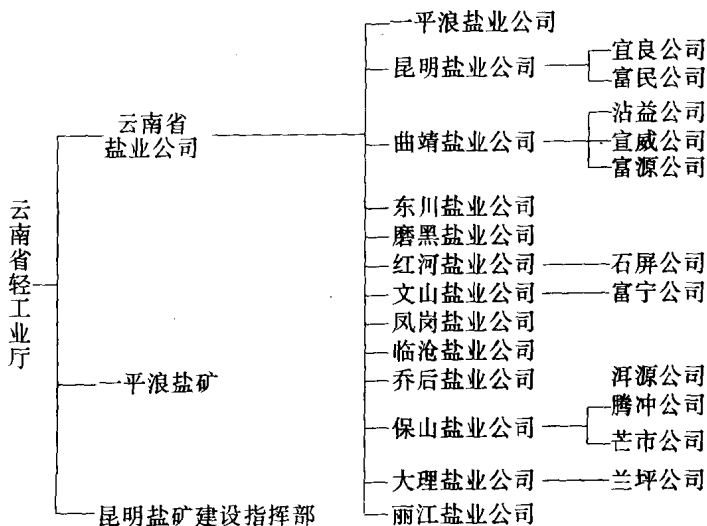 一平浪盐业公司
昆明盐业公司
宜良公司
富民公司
云南省
盐业公司
曲靖盐业公司
沾益公司
宣威公司
富源公司
云南省轻工业厅
东川盐业公司
磨黑盐业公司
红河盐业公司
石屏公司
文山盐业公司
富宁公司
凤岗盐业公司
临沧盐业公司
一平浪盐矿
乔后盐业公司
洱源公司
保山盐业公司
腾冲公司
芒市公司
大理盐业公司
兰坪公司
昆明盐矿建设指挥部
丽江盐业公司